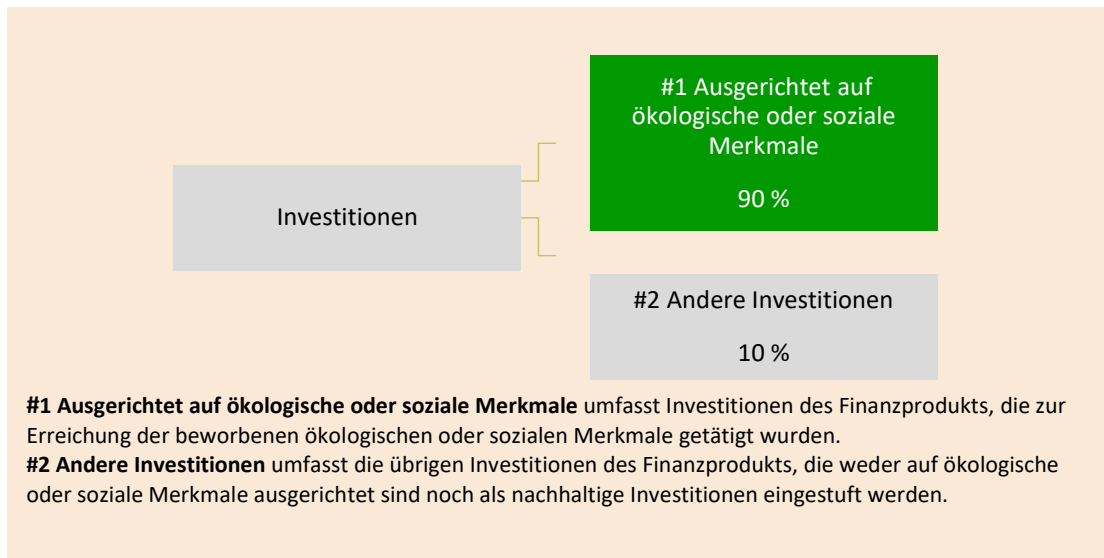 #1 Ausgerichtet auf
ökologische oder soziale
Merkmale
90 %
Investitionen
#2 Andere Investitionen
10 %
#1 Ausgerichtet auf ökologische oder soziale Merkmale umfasst Investitionen des Finanzprodukts, die zur
Erreichung der beworbenen ökologischen oder sozialen Merkmale getätigt wurden.
#2 Andere Investitionen umfasst die übrigen Investitionen des Finanzprodukts, die weder auf ökologische
oder soziale Merkmale ausgerichtet sind noch als nachhaltige Investitionen eingestuft werden.